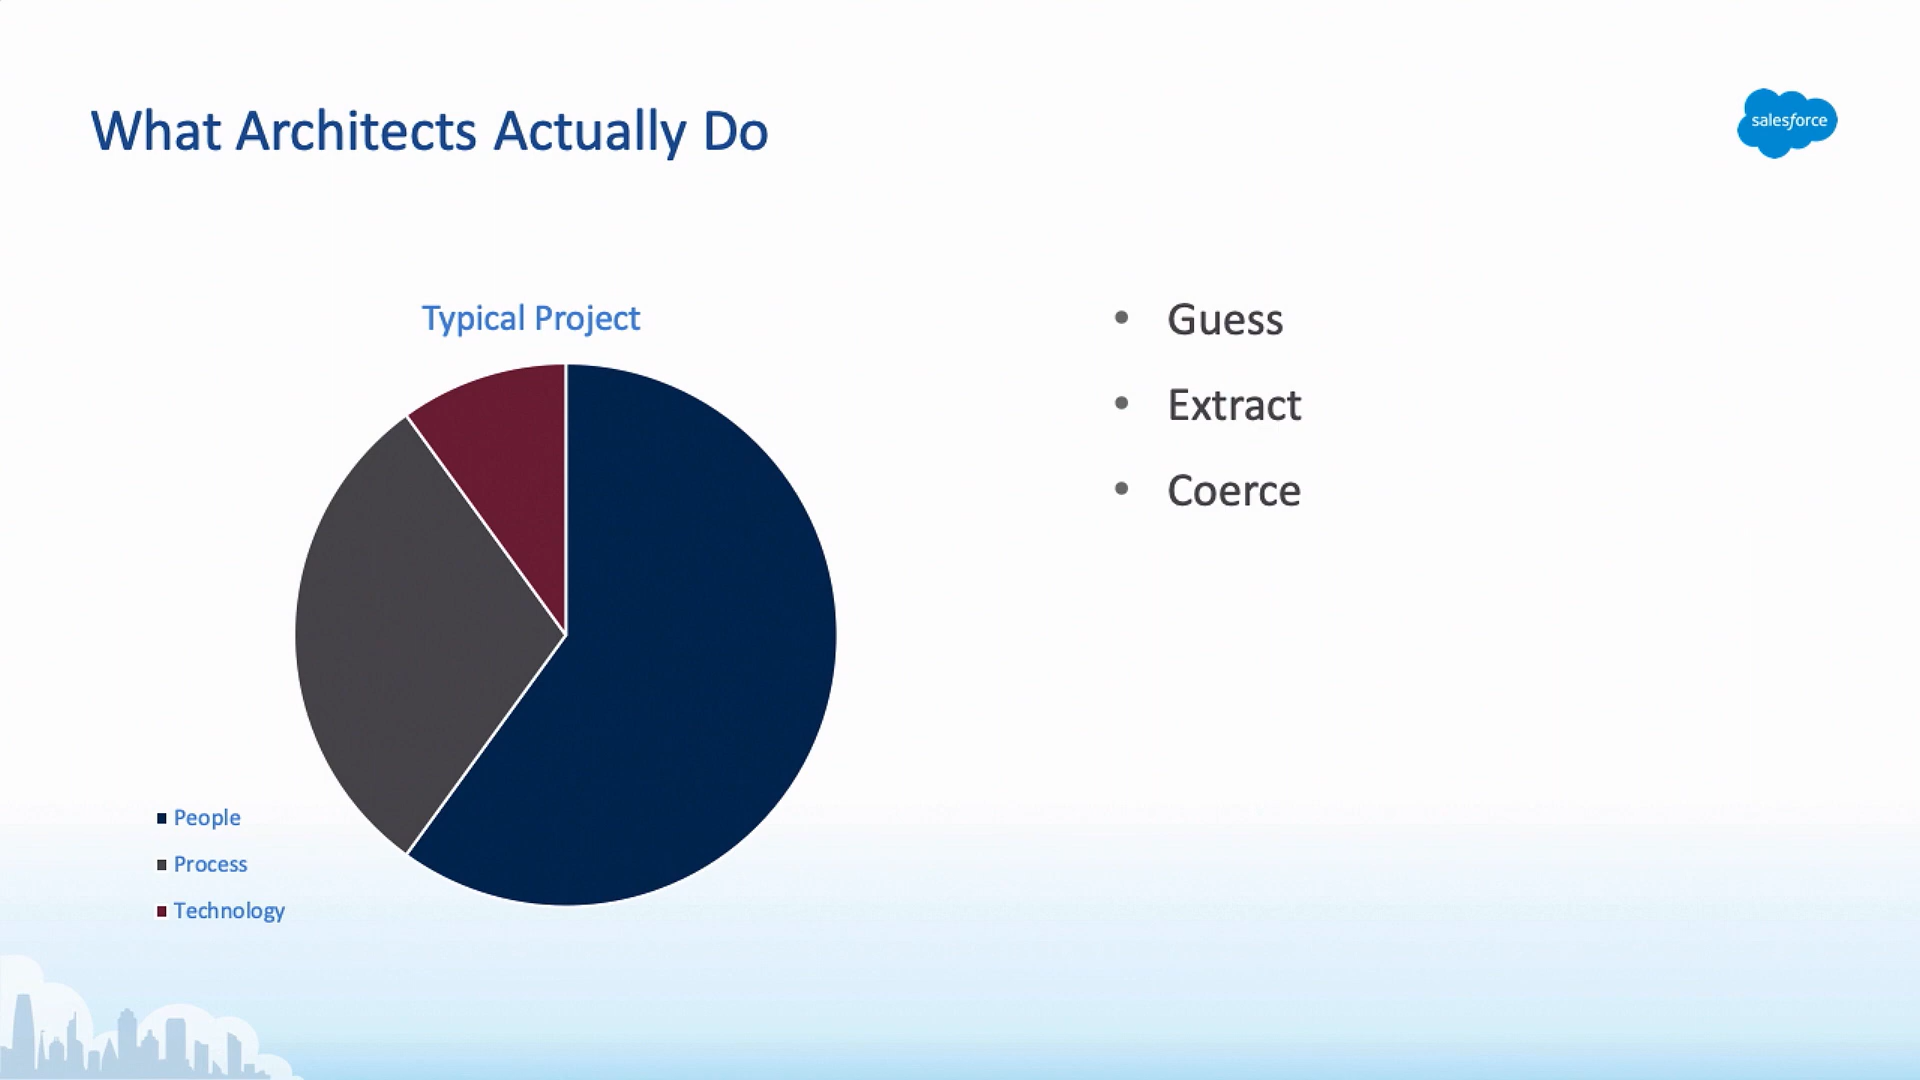 What Architects Actually Do
salesforce
Typical Project
People
Process
Technology
• Guess
• Extract
• Coerce